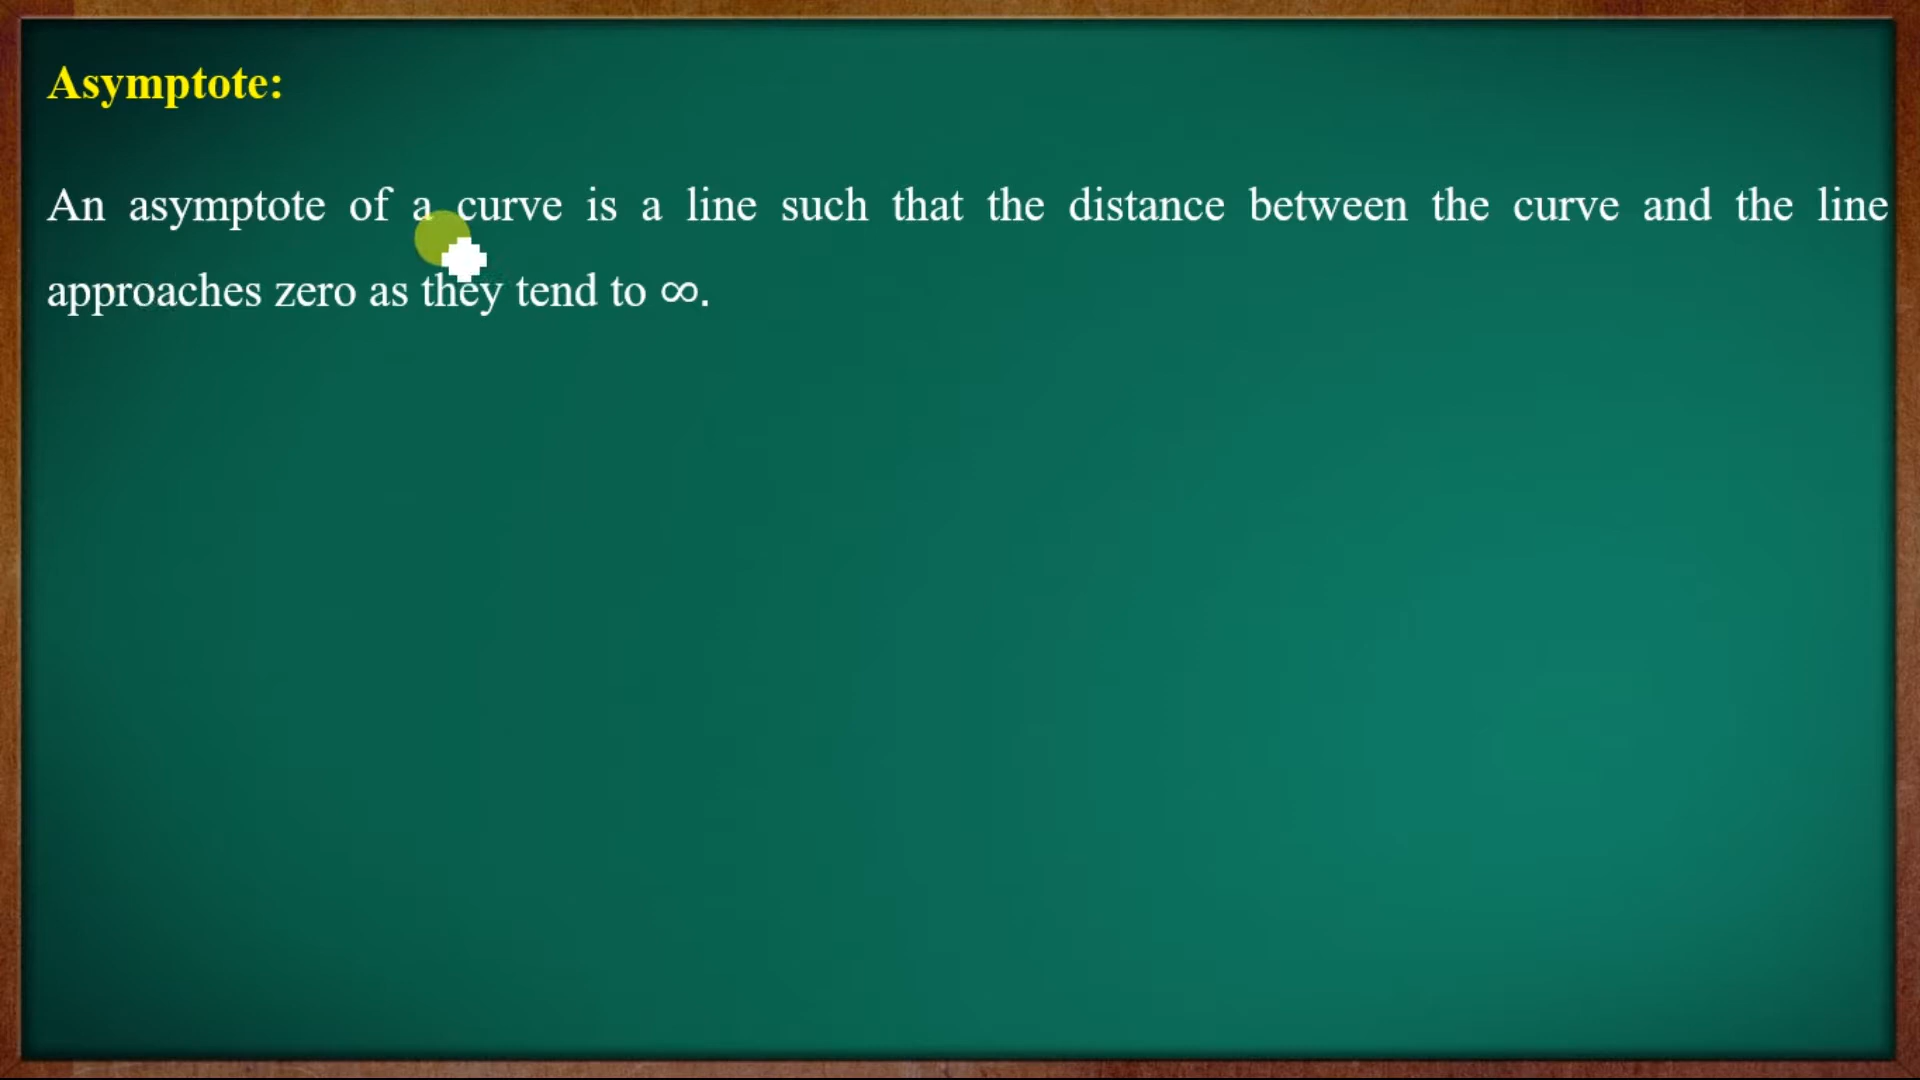 Asymptote:
An asymptote of a curve is a line such that the distance between the curve and the line
approaches zero as they tend to ∞.